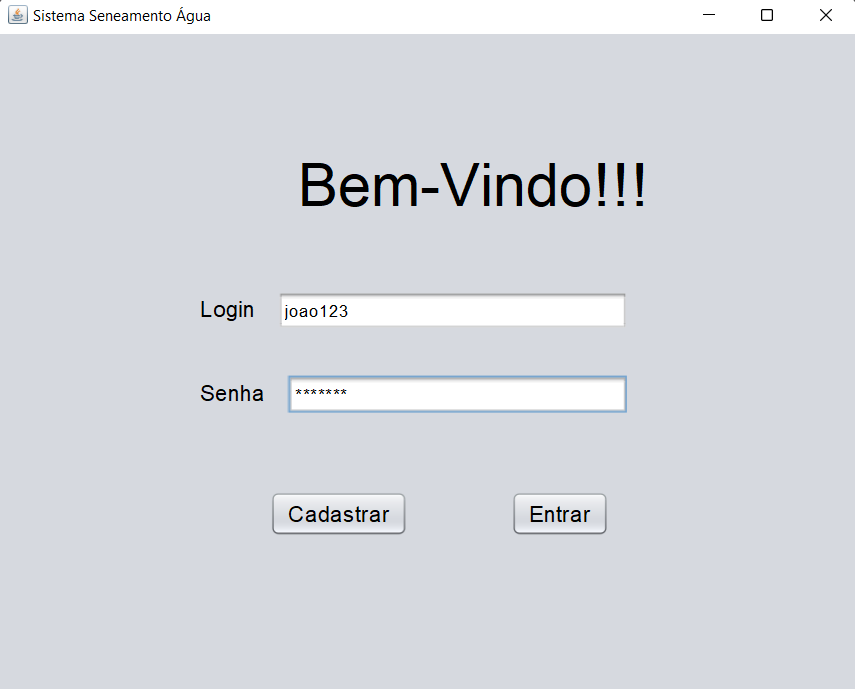 Sistema Seneamento Água
Bem-Vindo!!!
Login joao123
Senha *******
Cadastrar Entrar